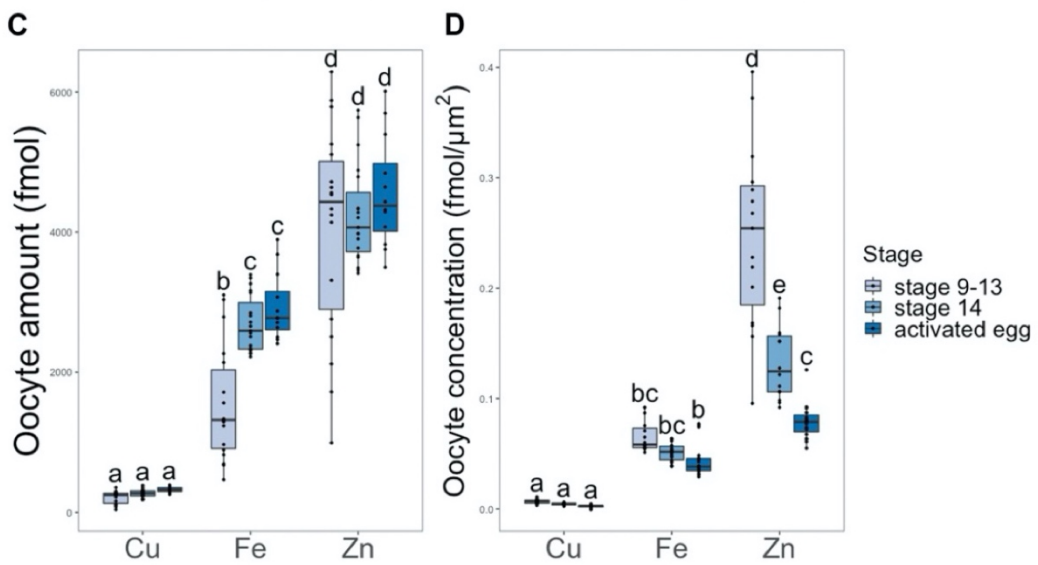 C
Oocyte amount (fmol)
6000
4000
2000
0
d
d
d
b
c
c
a a a
Cu Fe Zn
D
Oocyte concentration (fmol/µm²)
0.4
0.3
0.2
0.1
0.0
d
e
c
bc
bc
b
a a a
Cu Fe Zn
Stage
stage 9-13
stage 14
activated egg